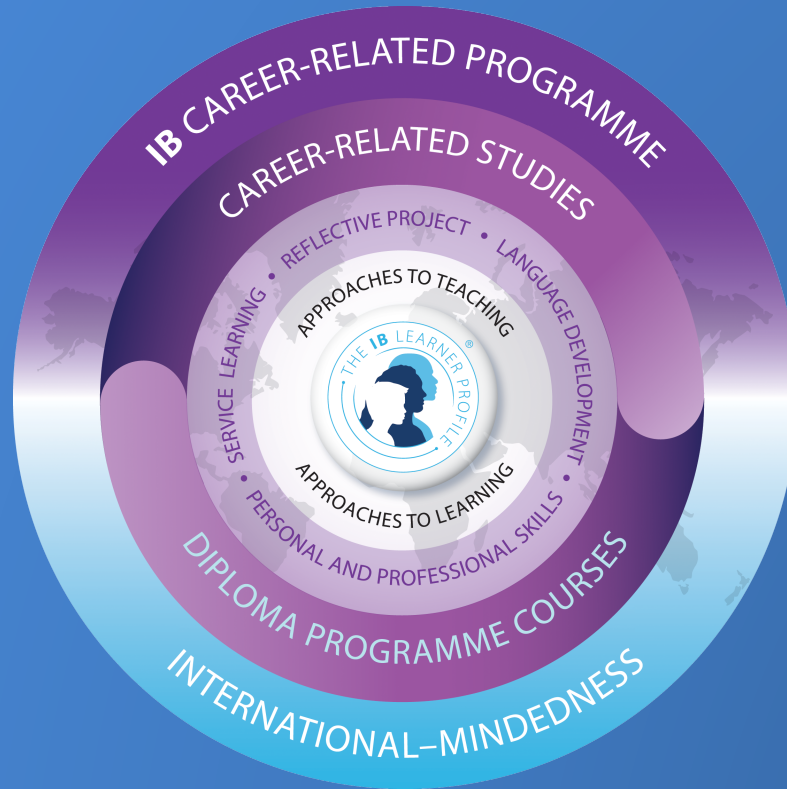 IB CAREER-RELATED PROGRAMME
CAREER-RELATED STUDIES
SERVICE LEARNING • REFLECTIVE PROJECT • LANGUAGE DEVELOPMENT • PERSONAL AND PROFESSIONAL SKILLS •
APPROACHES TO TEACHING
• THE IB LEARNER PROFILE • ®
APPROACHES TO LEARNING
DIPLOMA PROGRAMME COURSES
INTERNATIONAL–MINDEDNESS